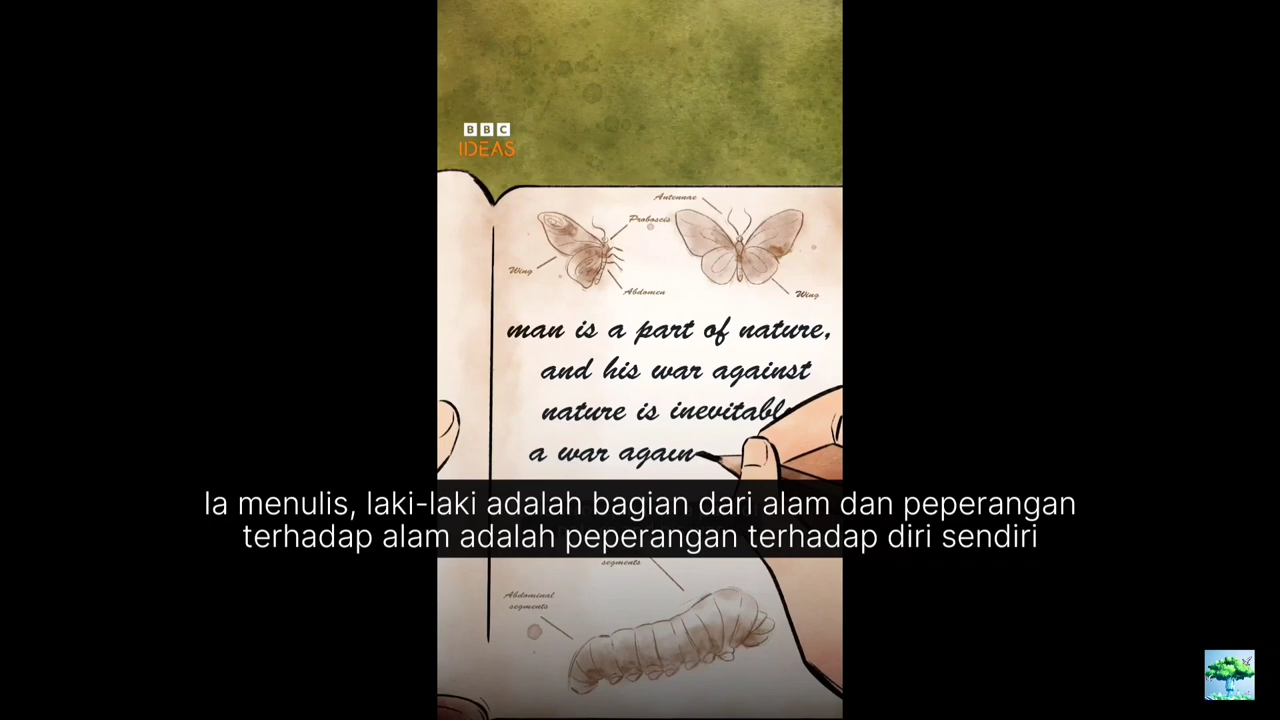 BBC
IDEAS
Antennae
Proboscis
Wing
Abdomen
Wing
man is a part of nature,
and his war against
nature is inevitabl
a war again
Ia menulis, laki-laki adalah bagian dari alam dan peperangan
terhadap alam adalah peperangan terhadap diri sendiri
segments
Abdominal
segments